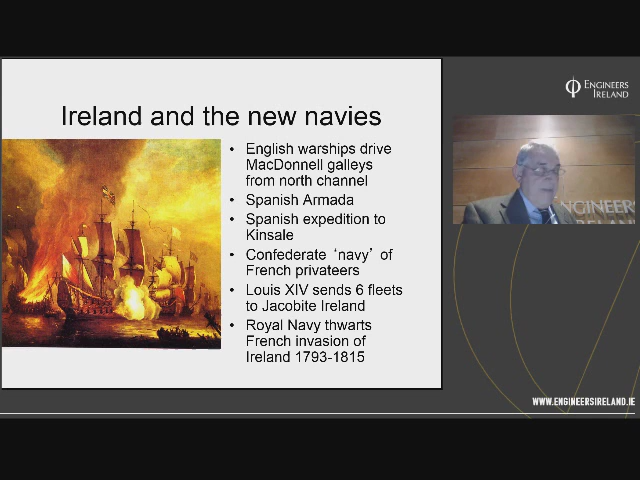 Ireland and the new navies
• English warships drive
MacDonnell galleys
from north channel
• Spanish Armada
• Spanish expedition to
Kinsale
• Confederate ‘navy’ of
French privateers
• Louis XIV sends 6 fleets
to Jacobite Ireland
• Royal Navy thwarts
French invasion of
Ireland 1793-1815
ENGINEERS
IRELAND
NGINEERS
WWW.ENGINEERSIRELAND.IE